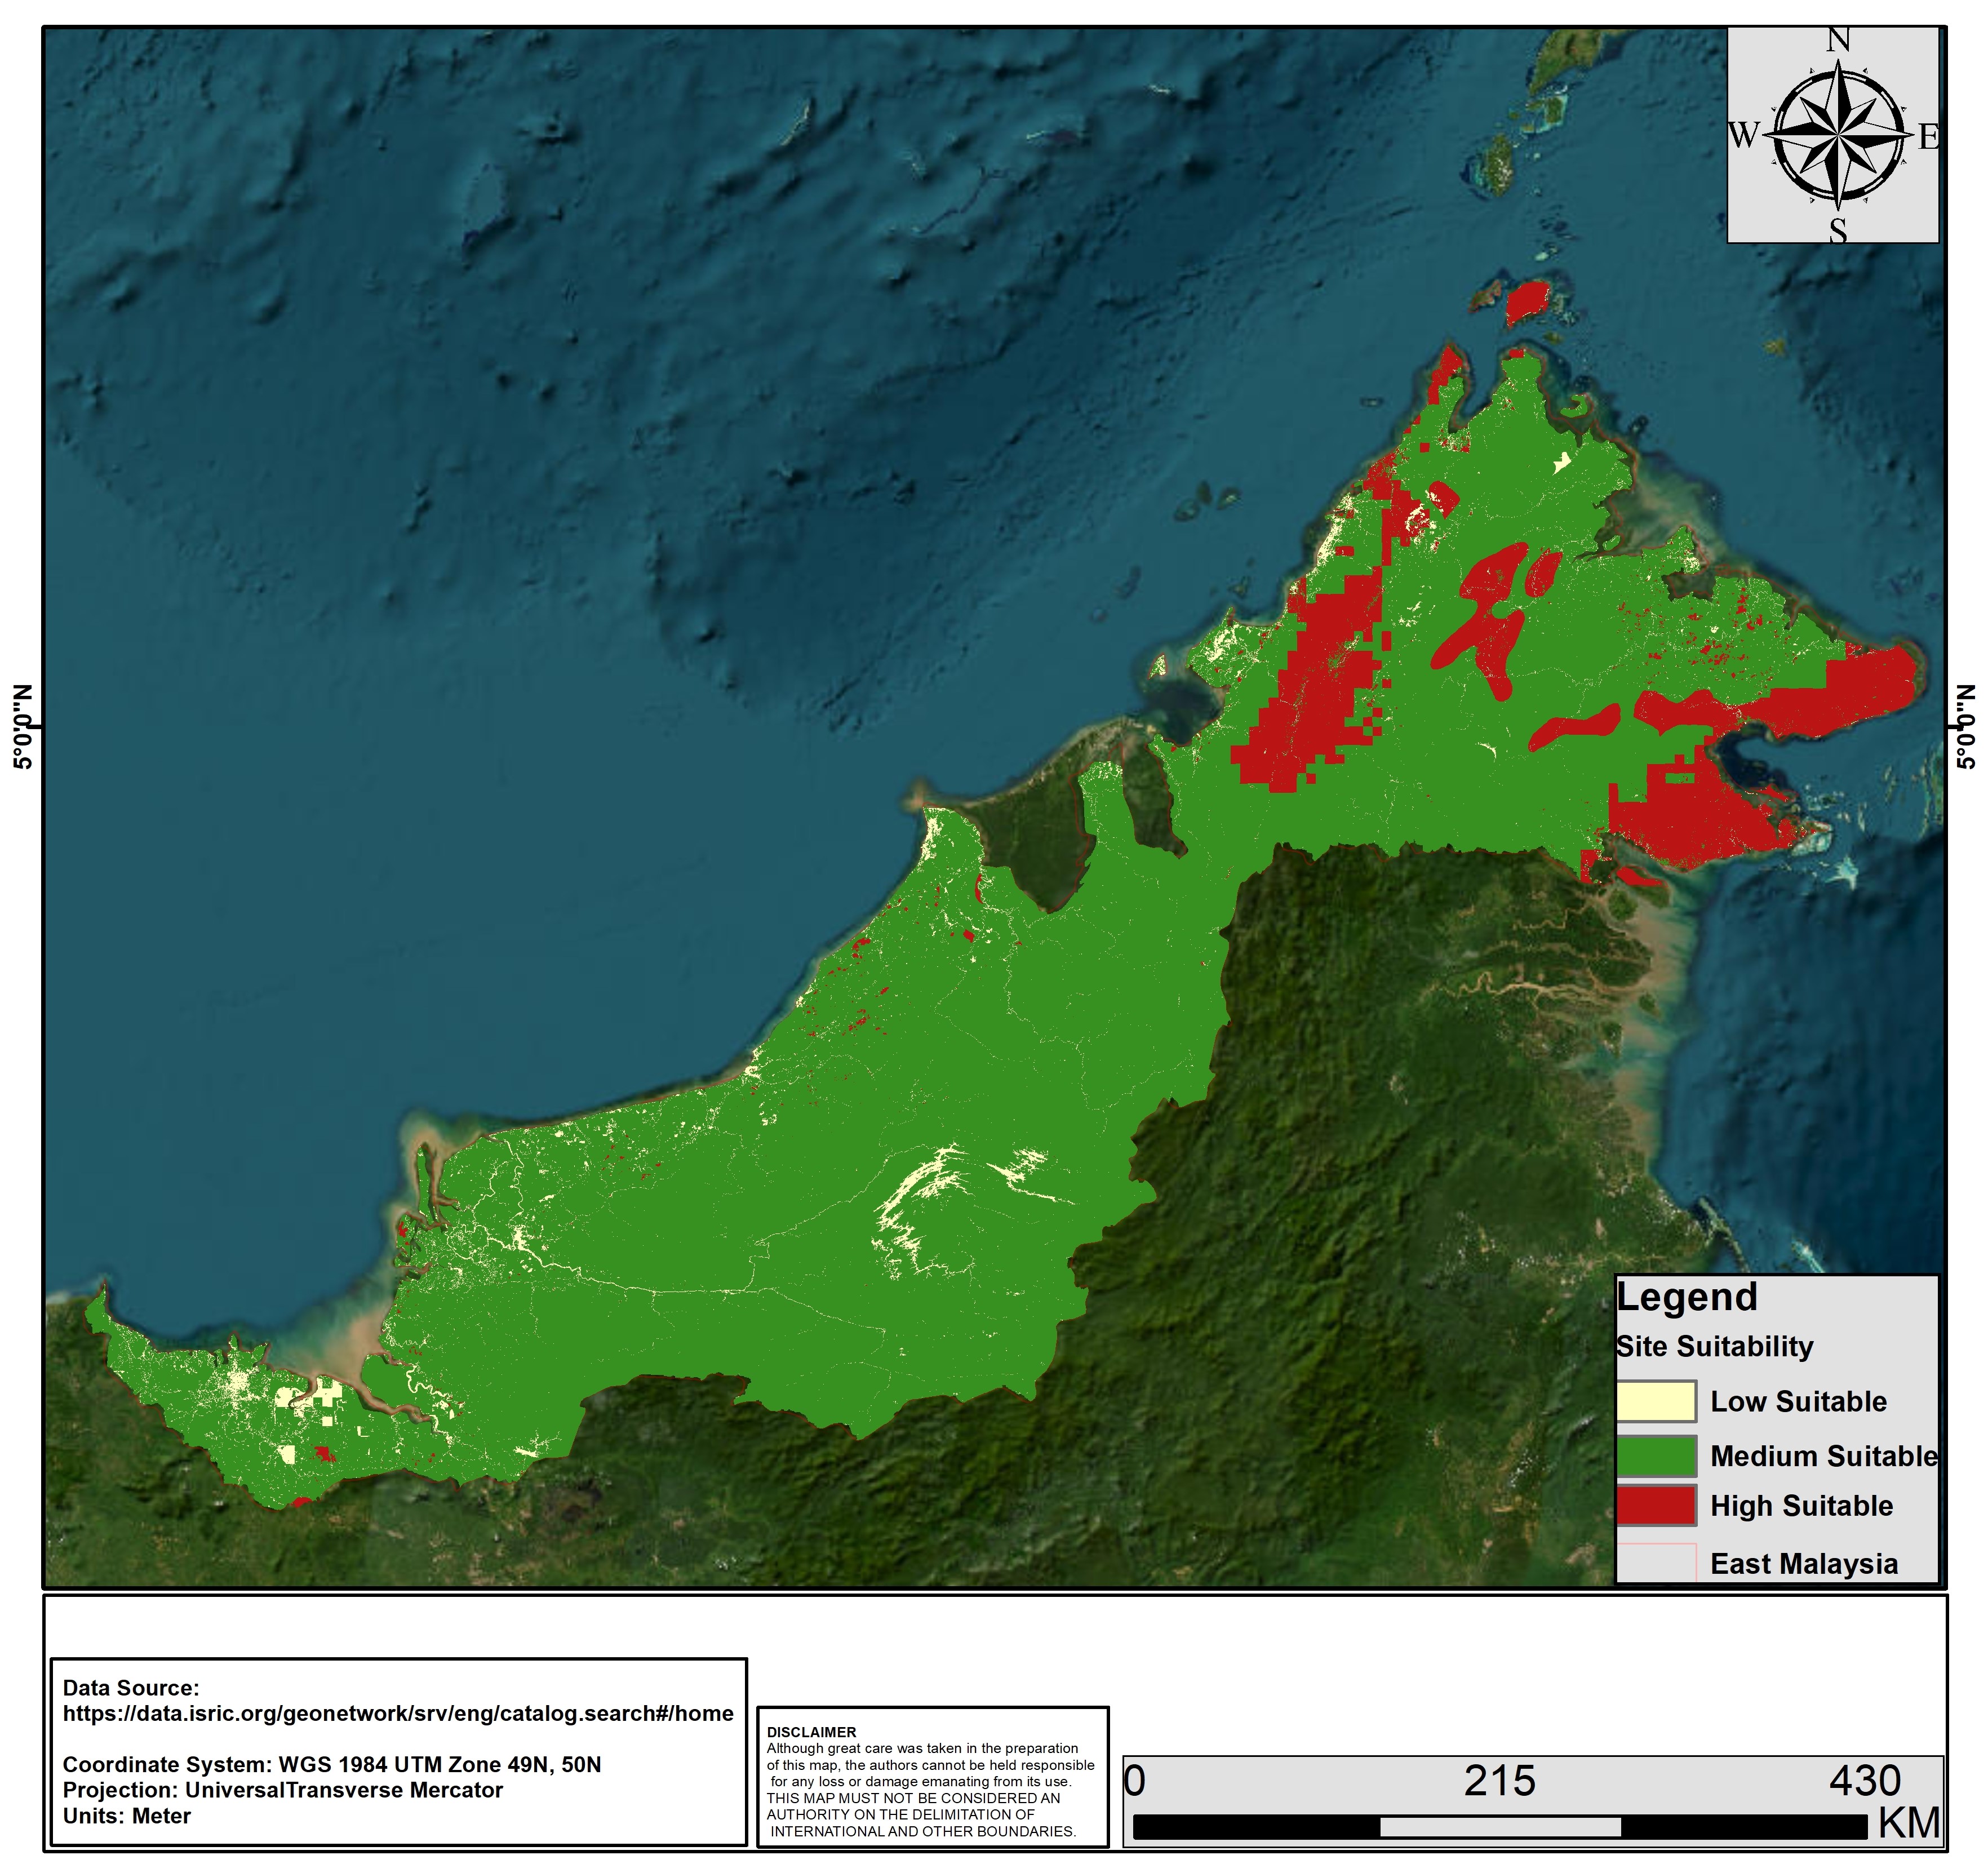 N
W
E
S
5°0'0"N
5°0'0"N
Legend
Site Suitability
Low Suitable
Medium Suitable
High Suitable
East Malaysia
Data Source:
https://data.isric.org/geonetwork/srv/eng/catalog.search#/home
Coordinate System: WGS 1984 UTM Zone 49N, 50N
Projection: UniversalTransverse Mercator
Units: Meter
DISCLAIMER
Although great care was taken in the preparation
of this map, the authors cannot be held responsible
for any loss or damage emanating from its use.
THIS MAP MUST NOT BE CONSIDERED AN
AUTHORITY ON THE DELIMITATION OF
INTERNATIONAL AND OTHER BOUNDARIES.
0 215 430
KM